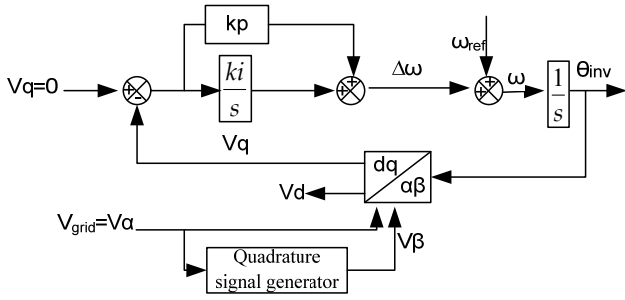 kp
ωref
Vq=0
ki
s
Δω
ω
1
s
θinv
Vq
dq
αβ
Vd
Vgrid=Vα
Vβ
Quadrature
signal generator